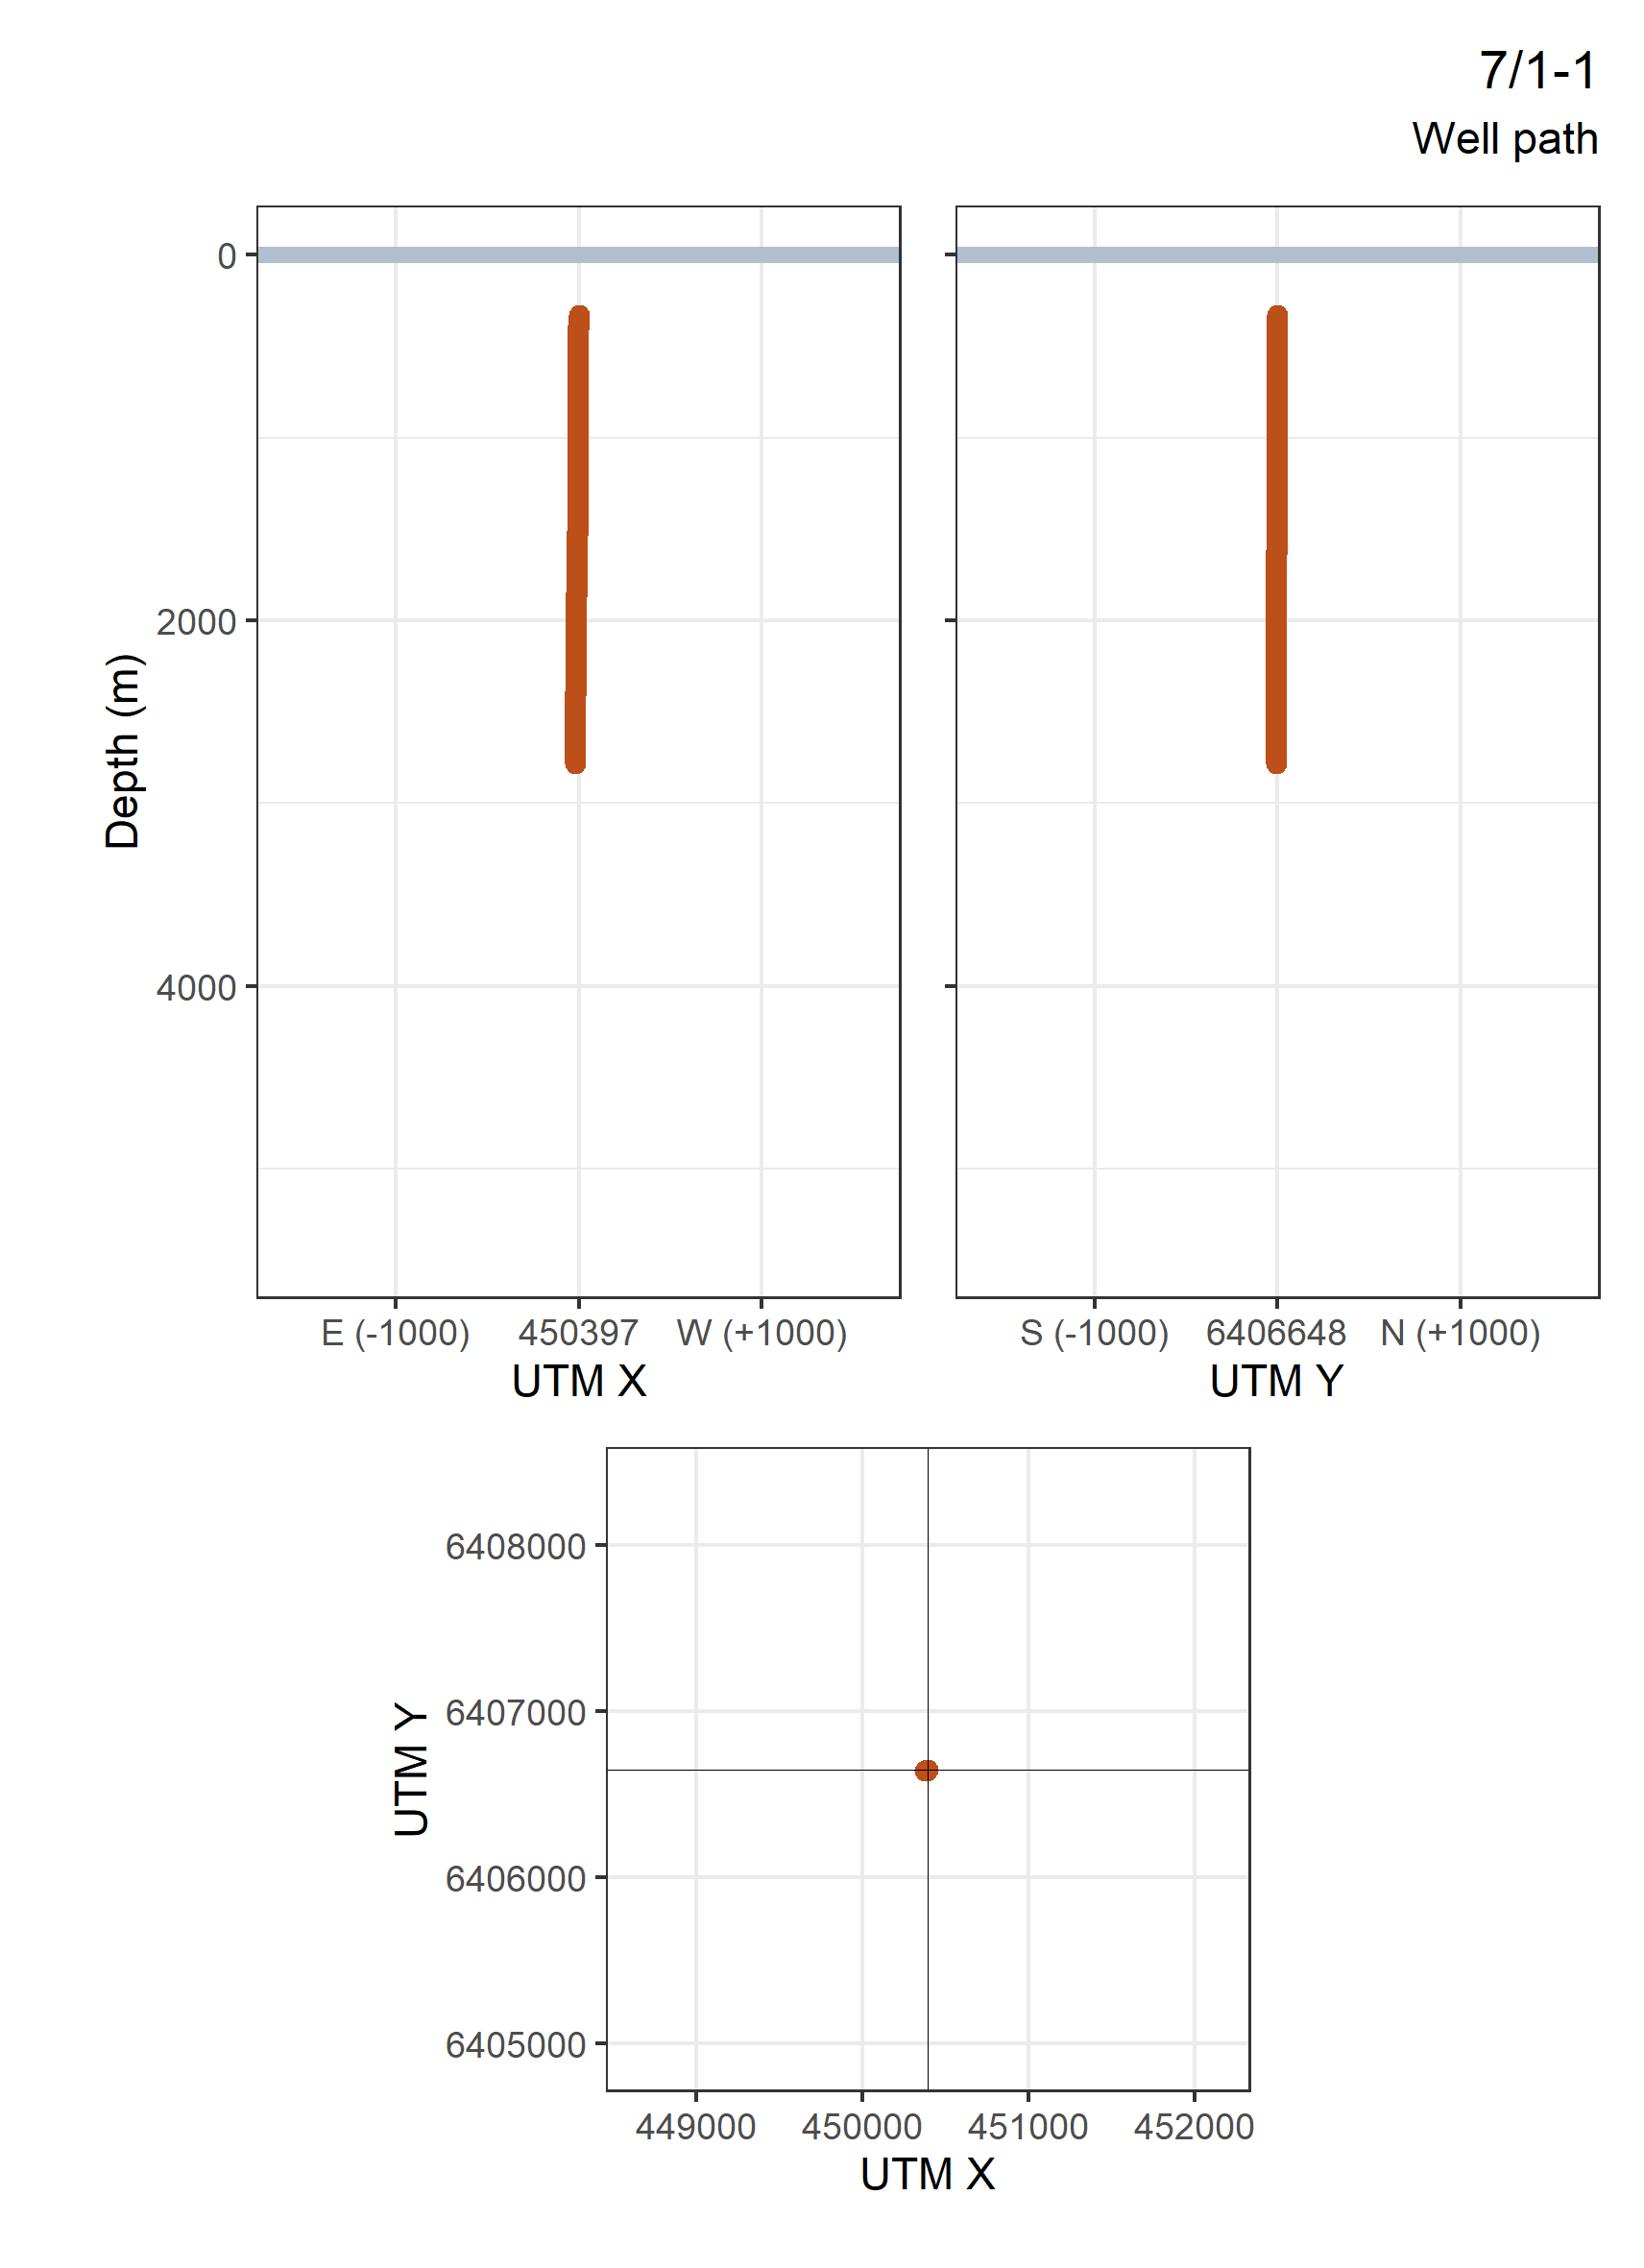 7/1-1
Well path
0
2000
4000
Depth (m)
E (-1000) 450397 W (+1000)
UTM X
S (-1000) 6406648 N (+1000)
UTM Y
6408000
6407000
6406000
6405000
UTM Y
449000 450000 451000 452000
UTM X